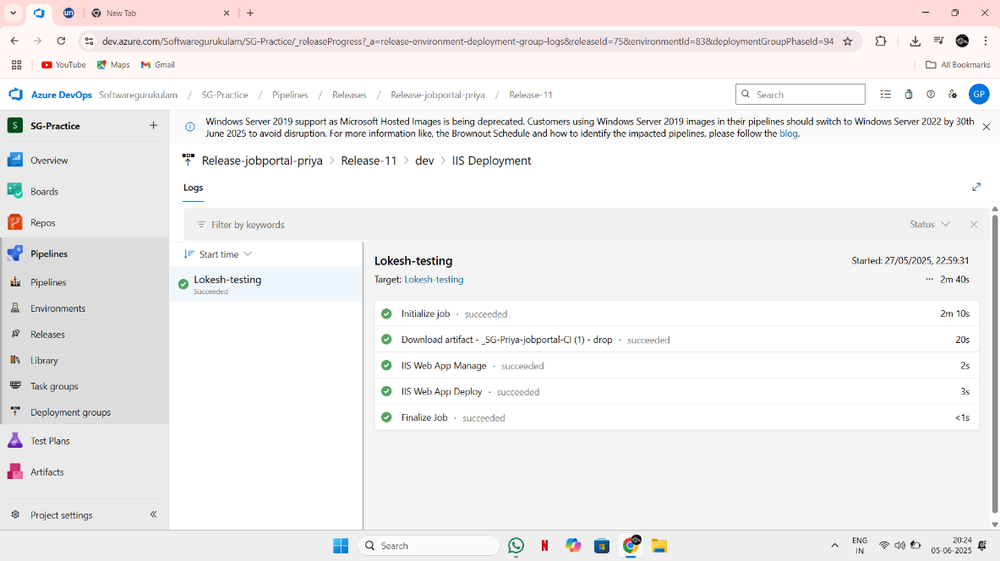 un
New Tab
dev.azure.com/Softwaregurukulam/SG-Practice/_releaseProgress?_a=release-environment-deployment-group-logs&releaseId=75&environmentId=83&deploymentGroupPhaseId=94
YouTube
Maps
Gmail
All Bookmarks
Azure DevOps Softwaregurukulam / SG-Practice / Pipelines / Releases / Release-jobportal-priya / Release-11
Search
GP
S SG-Practice
Windows Server 2019 support as Microsoft Hosted Images is being deprecated. Customers using Windows Server 2019 images in their pipelines should switch to Windows Server 2022 by 30th
June 2025 to avoid disruption. For more information like, the Brownout Schedule and how to identify the impacted pipelines, please follow the blog.
Overview
Boards
Repos
Pipelines
Pipelines
Environments
Releases
Library
Task groups
Deployment groups
Test Plans
Artifacts
Project settings
Release-jobportal-priya > Release-11 > dev > IIS Deployment
Logs
Filter by keywords
Status
Start time
Lokesh-testing
Succeeded
Lokesh-testing
Started: 27/05/2025, 22:59:31
Target: Lokesh-testing
··· 2m 40s
Initialize job · succeeded 2m 10s
Download artifact - _SG-Priya-jobportal-CI (1) - drop · succeeded 20s
IIS Web App Manage · succeeded 2s
IIS Web App Deploy · succeeded 3s
Finalize Job · succeeded <1s
Search
N
ENG
IN
20:24
05-06-2025